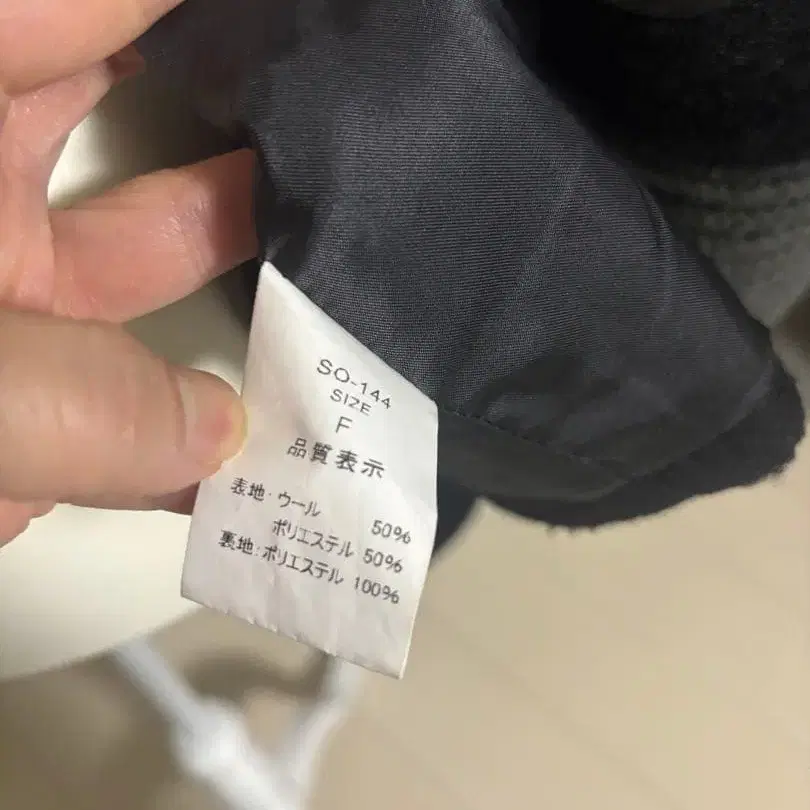 SO-144
SIZE
F
品質表示
表地・ウール 50%
ポリエステル 50%
裏地:ポリエステル 100%